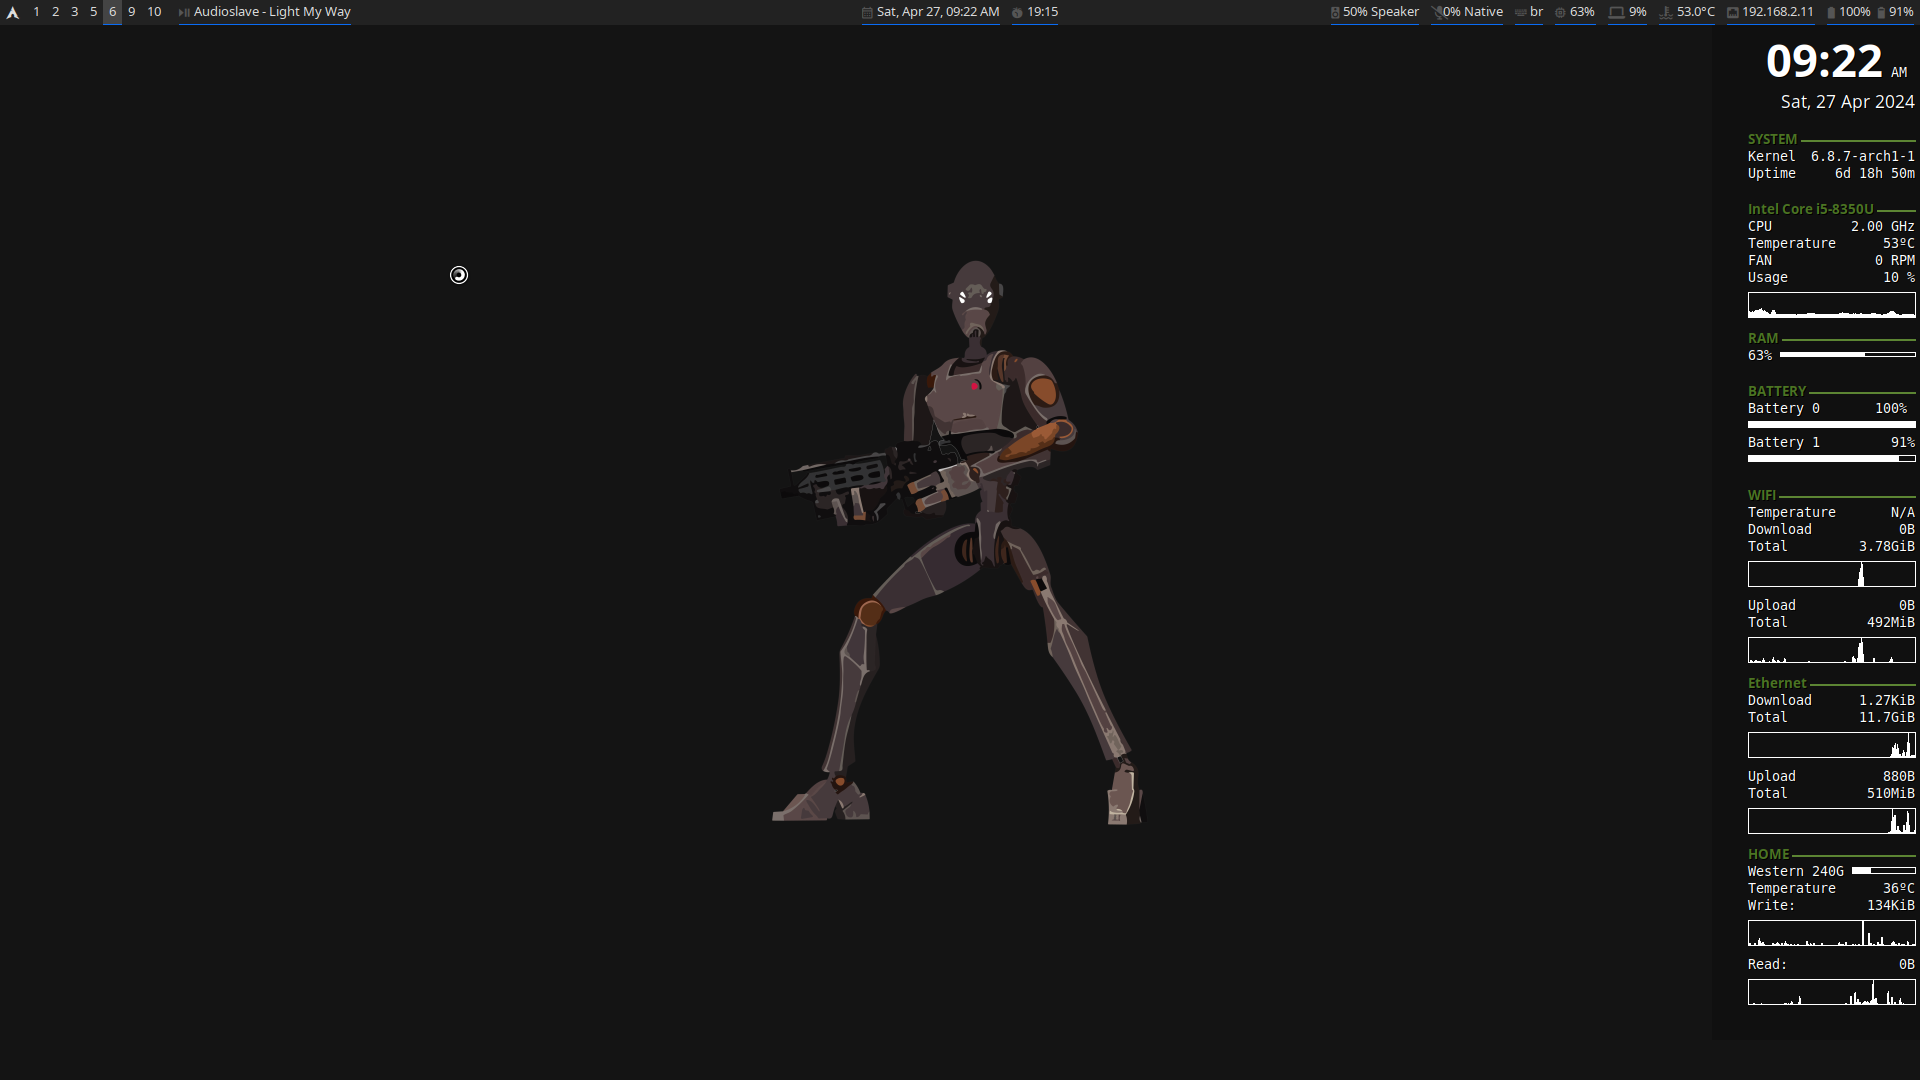 1 2 3 5 6 9 10 Audioslave - Light My Way Sat, Apr 27, 09:22 AM 19:15 50% Speaker 0% Native br 63% 9% 53.0°C 192.168.2.11 100% 91%
09:22 AM
Sat, 27 Apr 2024
SYSTEM
Kernel 6.8.7-arch1-1
Uptime 6d 18h 50m
Intel Core i5-8350U
CPU 2.00 GHz
Temperature 53ºC
FAN 0 RPM
Usage 10 %
RAM
63%
BATTERY
Battery 0 100%
Battery 1 91%
WIFI
Temperature N/A
Download 0B
Total 3.78GiB
Upload 0B
Total 492MiB
Ethernet
Download 1.27KiB
Total 11.7GiB
Upload 880B
Total 510MiB
HOME
Western 240G
Temperature 36ºC
Write: 134KiB
Read: 0B